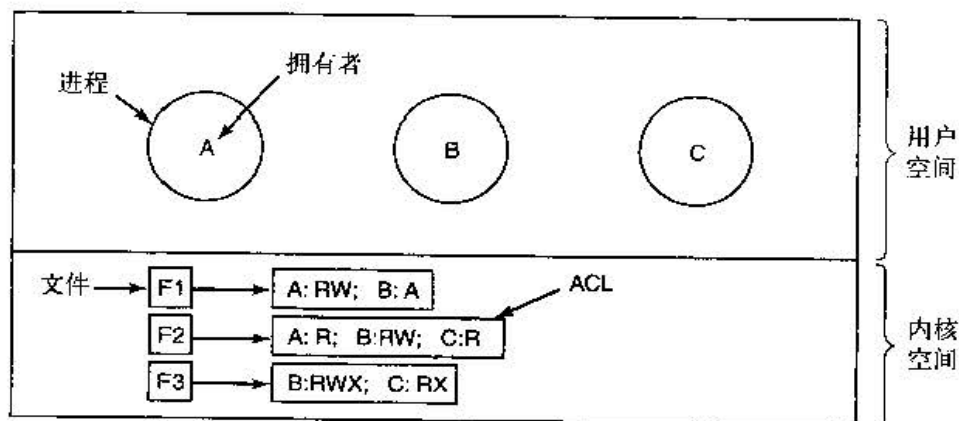 拥有者
进程
A
B
C
用户
空间
文件
F1
A: RW; B: A
ACL
F2
A: R; B:RW; C:R
F3
B:RWX; C: RX
内核
空间